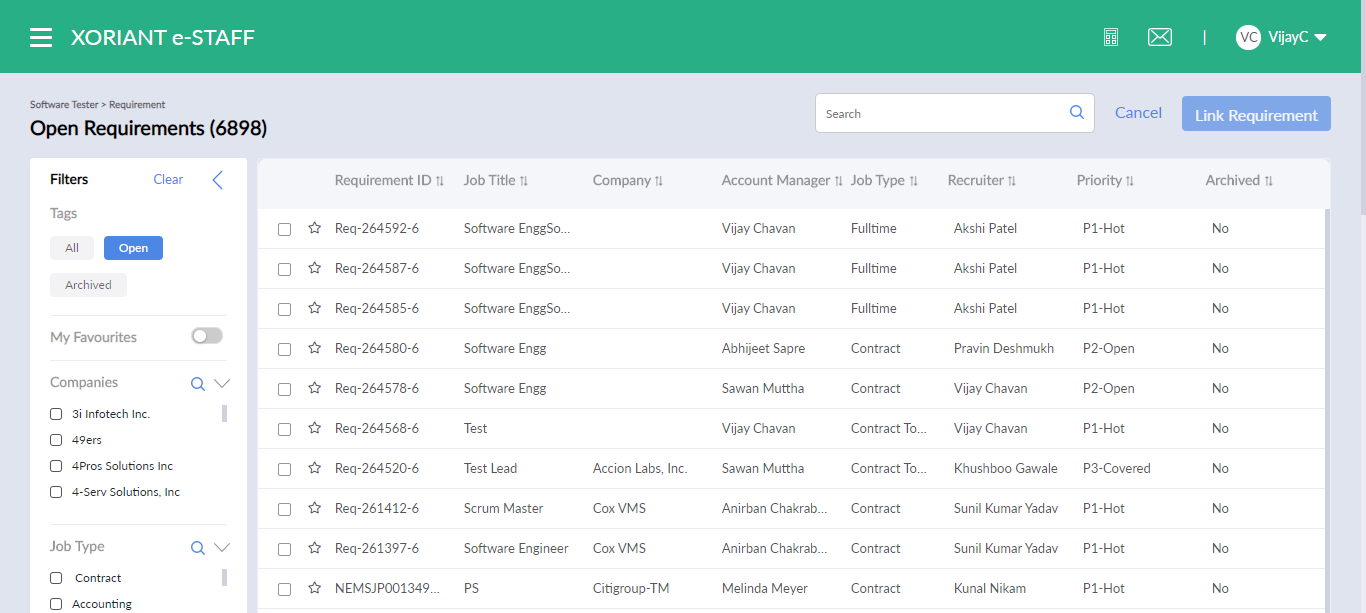 XORIANT e-STAFF
VC VijayC
Software Tester > Requirement
Open Requirements (6898)
Search
Cancel
Link Requirement
Filters
Clear
Tags
All
Open
Archived
My Favourites
Companies
3i Infotech Inc.
49ers
4Pros Solutions Inc
4-Serv Solutions, Inc
Job Type
Contract
Accounting
Requirement ID Job Title Company Account Manager Job Type Recruiter Priority Archived
Req-264592-6 Software EnggSo... Vijay Chavan Fulltime Akshi Patel P1-Hot No
Req-264587-6 Software EnggSo... Vijay Chavan Fulltime Akshi Patel P1-Hot No
Req-264585-6 Software EnggSo... Vijay Chavan Fulltime Akshi Patel P1-Hot No
Req-264580-6 Software Engg Abhijeet Sapre Contract Pravin Deshmukh P2-Open No
Req-264578-6 Software Engg Sawan Muttha Contract Vijay Chavan P2-Open No
Req-264568-6 Test Vijay Chavan Contract To... Vijay Chavan P1-Hot No
Req-264520-6 Test Lead Accion Labs, Inc. Sawan Muttha Contract To... Khushboo Gawale P3-Covered No
Req-261412-6 Scrum Master Cox VMS Anirban Chakrab... Contract Sunil Kumar Yadav P1-Hot No
Req-261397-6 Software Engineer Cox VMS Anirban Chakrab... Contract Sunil Kumar Yadav P1-Hot No
NEMSJP001349... PS Citigroup-TM Melinda Meyer Contract Kunal Nikam P1-Hot No